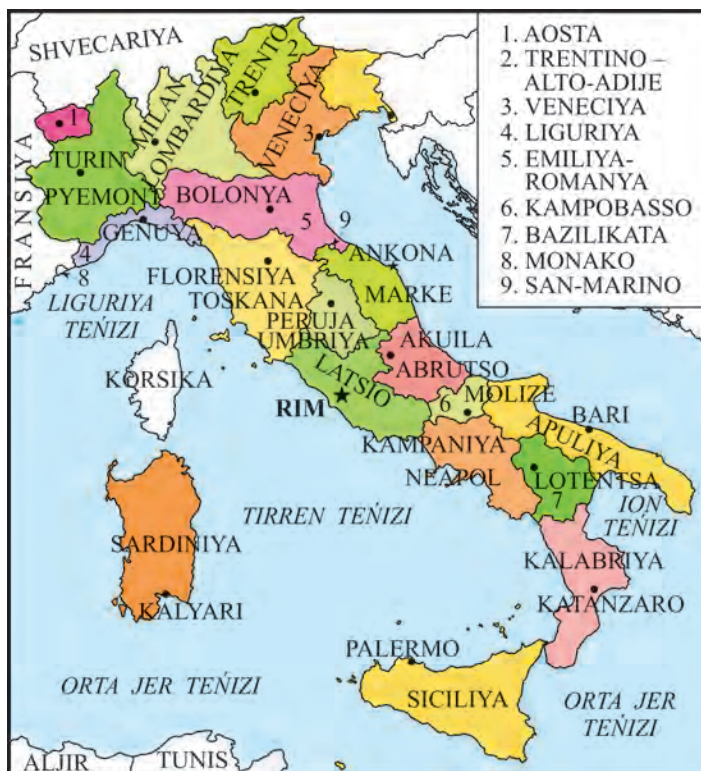 SHVECARIYA
FRANSIYA
1
TURIN
PYEMONT
MILAN
LOMBARDIYA
TRENTO
2
VENECIYA
3
BOLONYA
5
9
GENUYA
4
8
LIGURIYA
TEŃIZI
FLORENSIYA
TOSKANA
ANKONA
MARKE
PERUJA
UMBRIYA
AKUILA
ABRUTSO
LATSIO
RIM
KORSIKA
6
MOLIZE
KAMPANIYA
NEAPOL
BARI
APULIYA
LOTENTSA
7
ION
TEŃIZI
TIRREN TEŃIZI
SARDINIYA
KALYARI
KALABRIYA
KATANZARO
PALERMO
SICILIYA
ORTA JER TEŃIZI
ORTA JER
TEŃIZI
ALJIR
TUNIS
1. AOSTA
2. TRENTINO –
ALTO-ADIJE
3. VENECIYA
4. LIGURIYA
5. EMILIYA-
ROMANYA
6. KAMPOBASSO
7. BAZILIKATA
8. MONAKO
9. SAN-MARINO